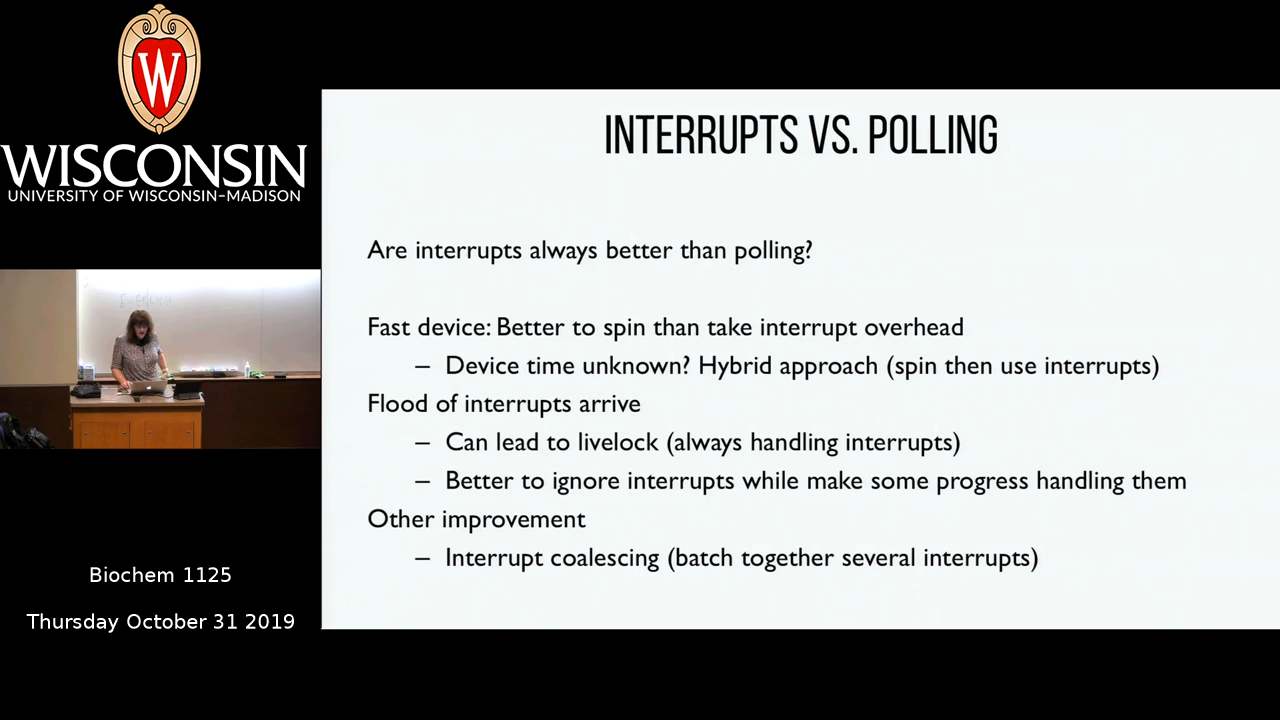 W
WISCONSIN
UNIVERSITY OF WISCONSIN–MADISON
INTERRUPTS VS. POLLING
Are interrupts always better than polling?
Fast device: Better to spin than take interrupt overhead
– Device time unknown? Hybrid approach (spin then use interrupts)
Flood of interrupts arrive
– Can lead to livelock (always handling interrupts)
– Better to ignore interrupts while make some progress handling them
Other improvement
– Interrupt coalescing (batch together several interrupts)
Biochem 1125
Thursday October 31 2019